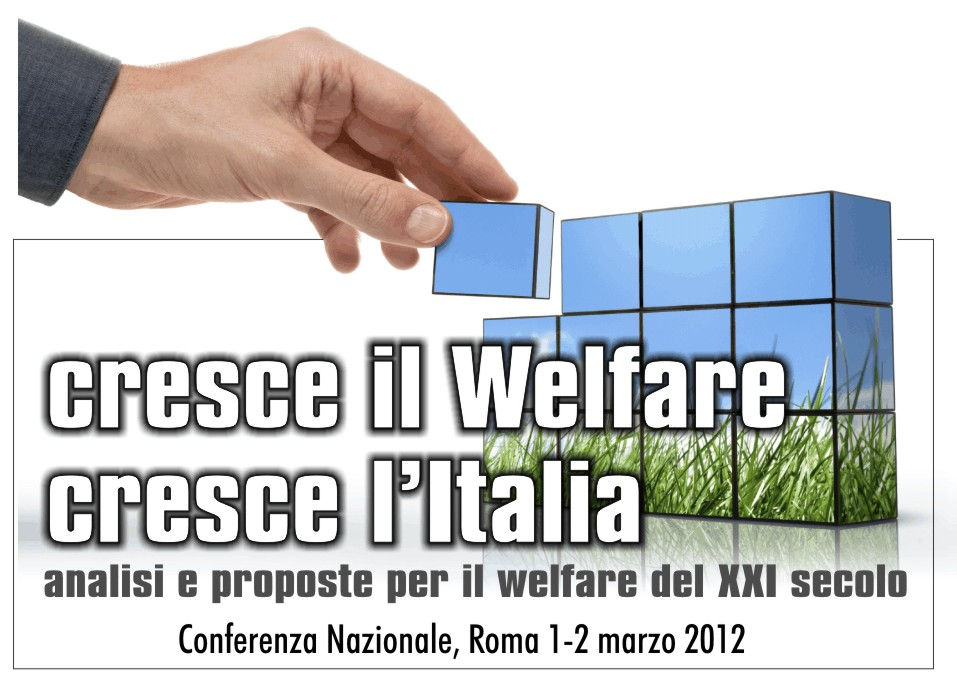 cresce il Welfare
cresce l’Italia
analisi e proposte per il welfare del XXI secolo
Conferenza Nazionale, Roma 1-2 marzo 2012